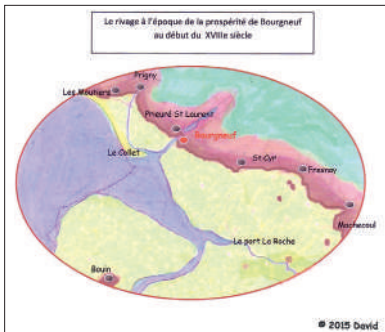 Le rivage à l'époque de la prospérité de Bourgneuf
au début du XVIIIe siècle
Prigny
Les Moutiers
Prieuré St Laurent
Bourgneuf
Le Collet
St Cyr
Fresnay
Machecoul
Le port La Roche
Bouin
© 2015 David